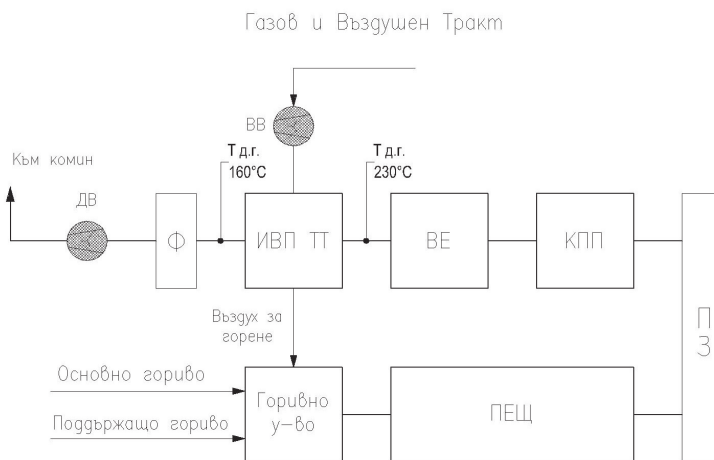 Газов и Въздушен Тракт
ВВ
Към комин
Т д.г.
160°C
Т д.г.
230°C
ДВ
Ф
ИВП ТТ
ВЕ
КПП
П
З
Въздух за
горене
Основно гориво
Поддържащо гориво
Горивно
у-во
ПЕЩ